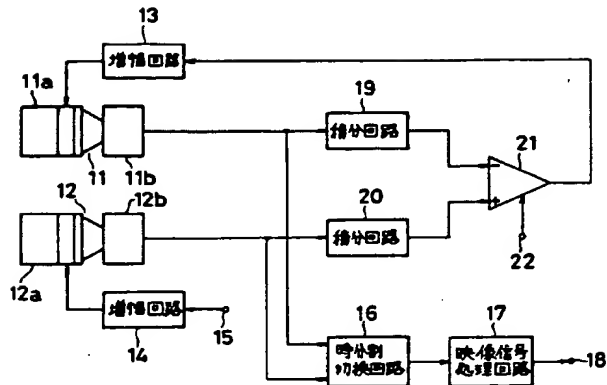 13
増幅回路
11a
19
積分回路
21
11
11b
12
12b
20
積分回路
22
12a
増幅回路
15
14
16
時分割
切換回路
17
映像信号
処理回路
18